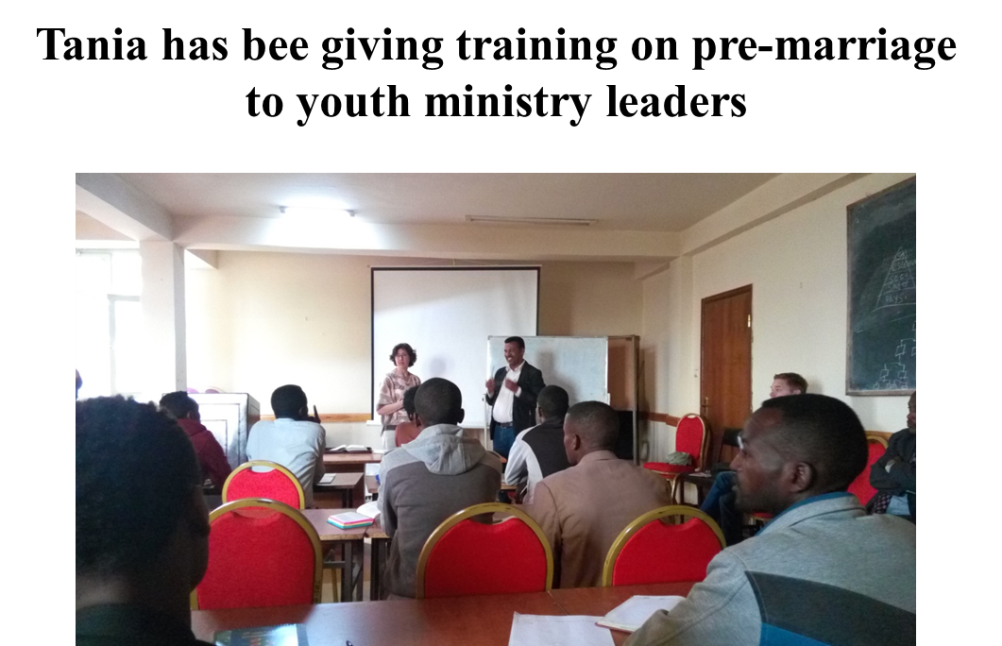 Tania has bee giving training on pre-marriage
to youth ministry leaders